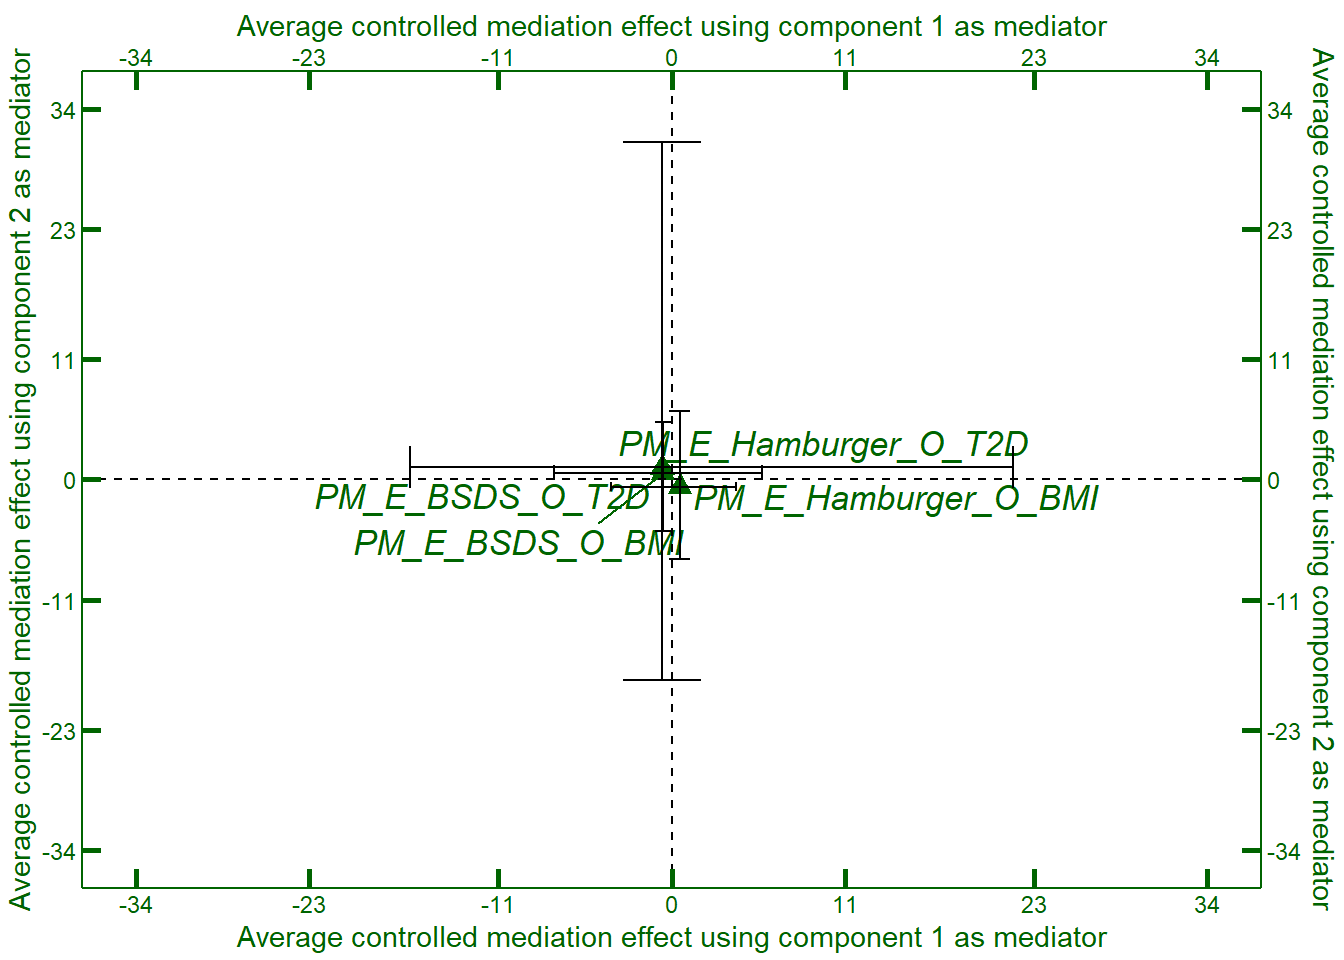 Average controlled mediation effect using component 1 as mediator
-34 -23 -11 0 11 23 34
Average controlled mediation effect using component 2 as mediator
34 23 11 0 -11 -23 -34
PM_E_Hamburger_O_T2D
PM_E_BSDS_O_T2D
PM_E_Hamburger_O_BMI
PM_E_BSDS_O_BMI
34 23 11 0 -11 -23 -34
Average controlled mediation effect using component 2 as mediator
-34 -23 -11 0 11 23 34
Average controlled mediation effect using component 1 as mediator